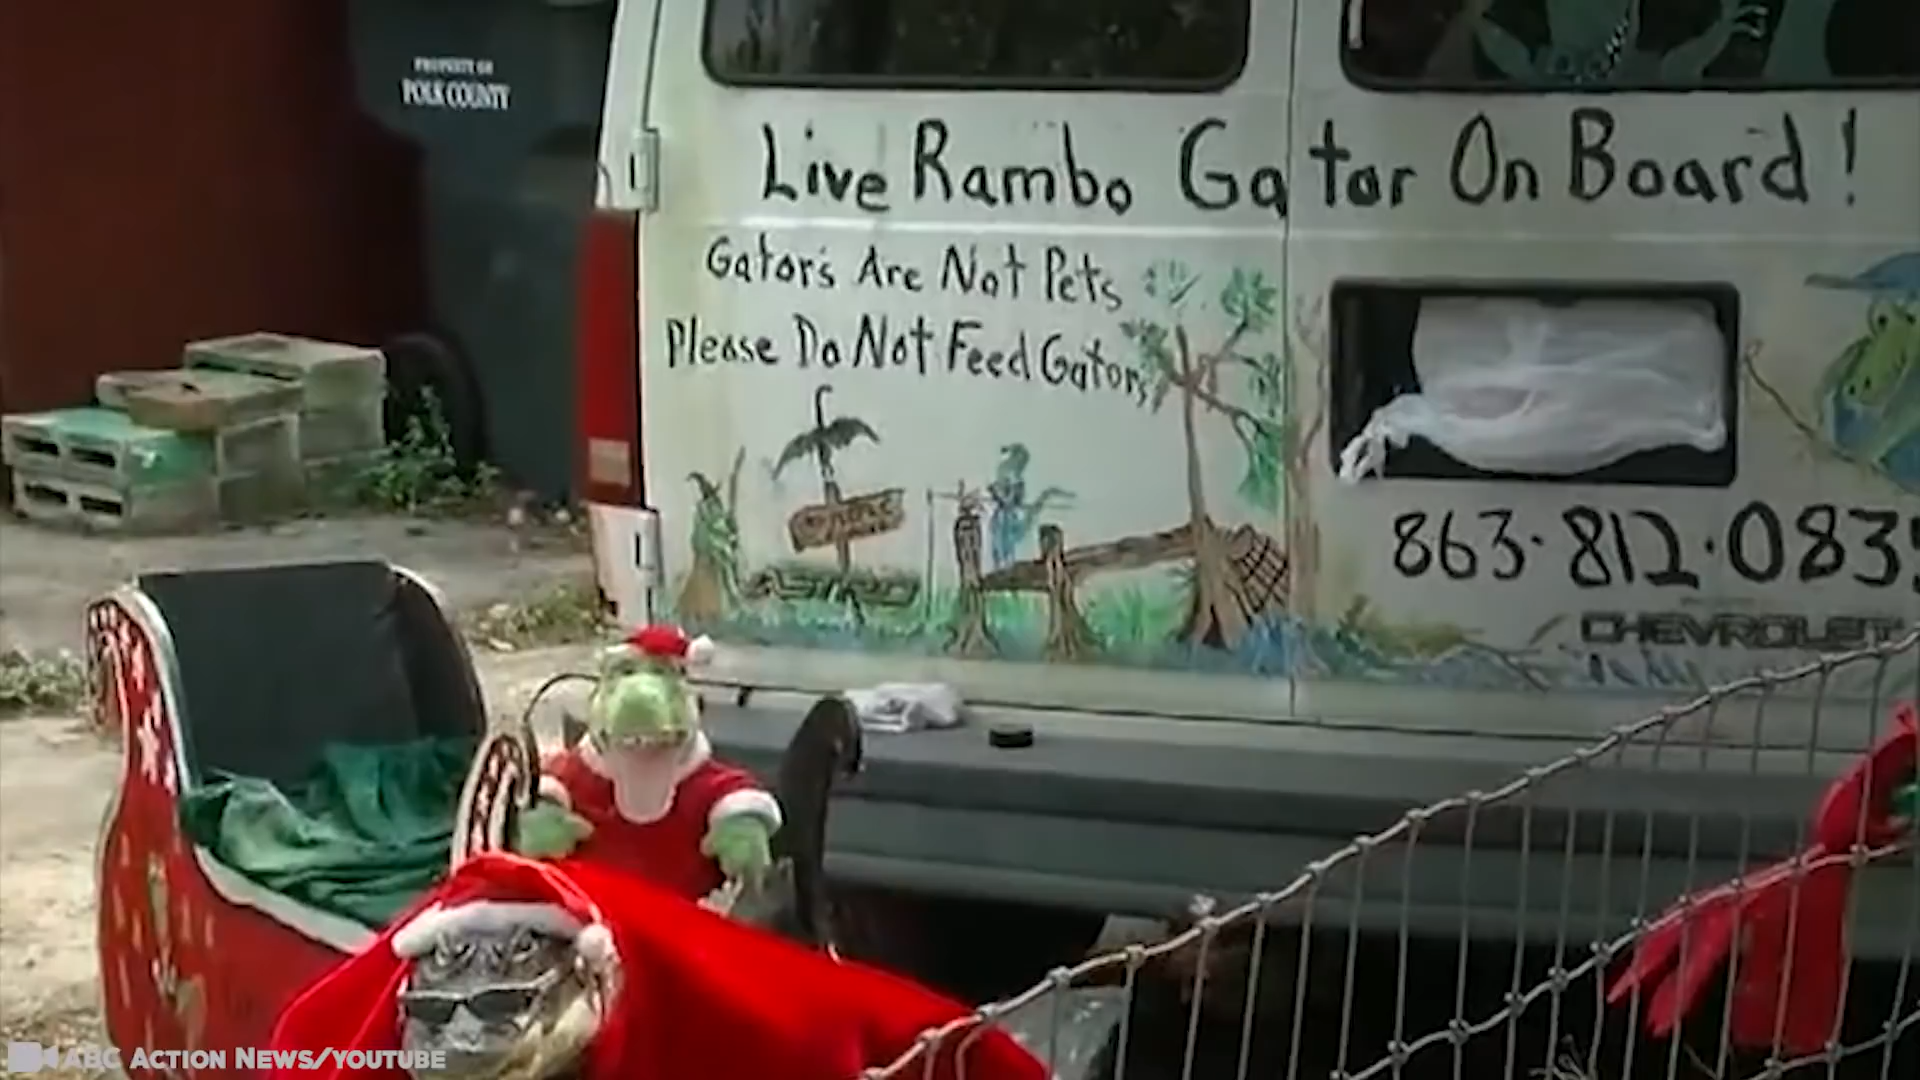 PROPERTY OF
POLK COUNTY
Live Rambo Gator On Board!
Gator's Are Not Pets
Please Do Not Feed Gators
863·812·0835
CHEVROLET
ABC ACTION NEWS/YOUTUBE